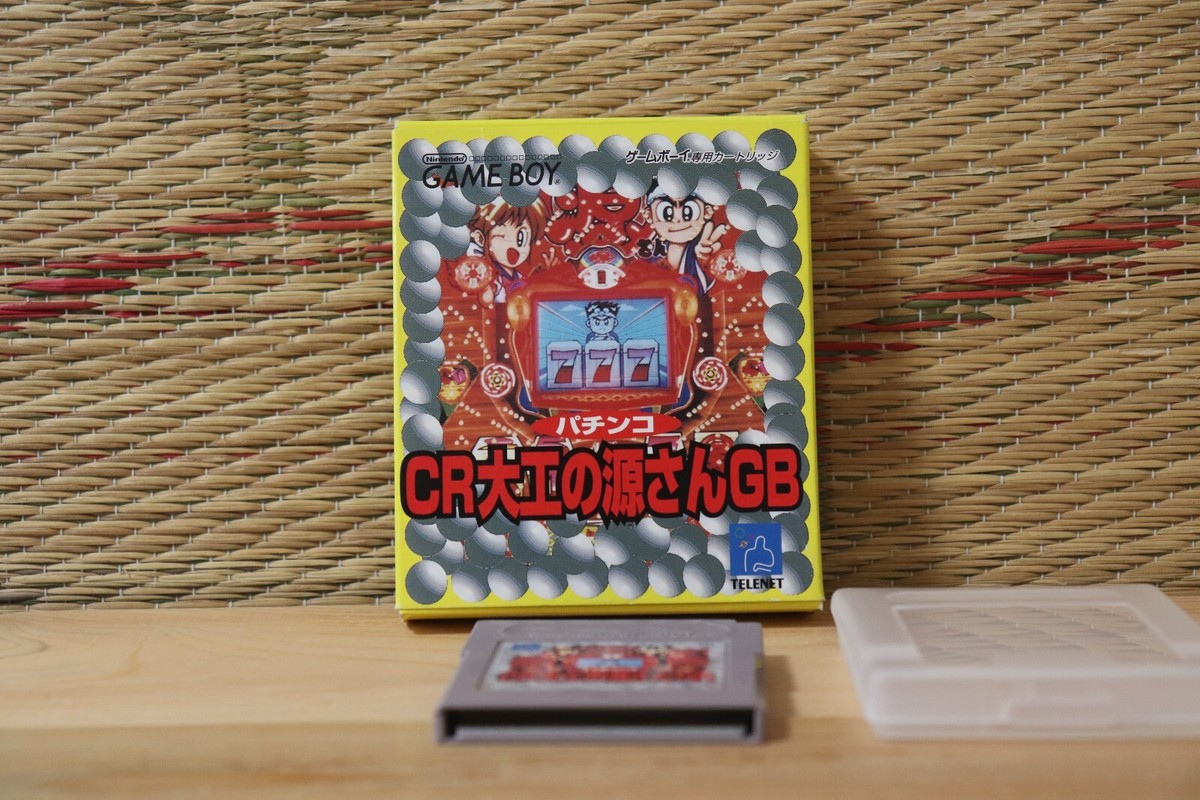 Nintendo
GAME BOY
ゲームボーイ専用カートリッジ
777
パチンコ
CR大工の源さんGB
TELENET